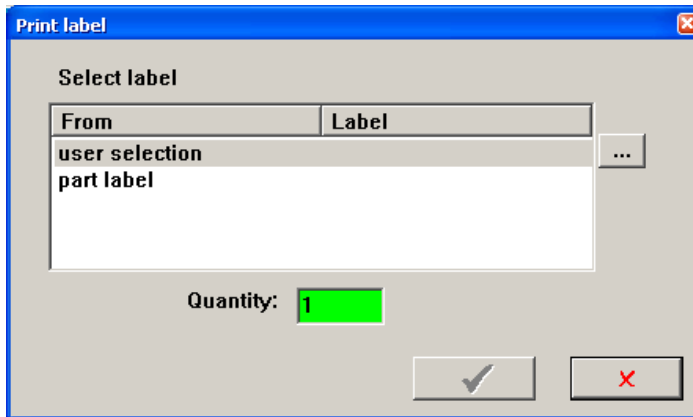 Print label
Select label
From Label
user selection
...
part label
Quantity: 1